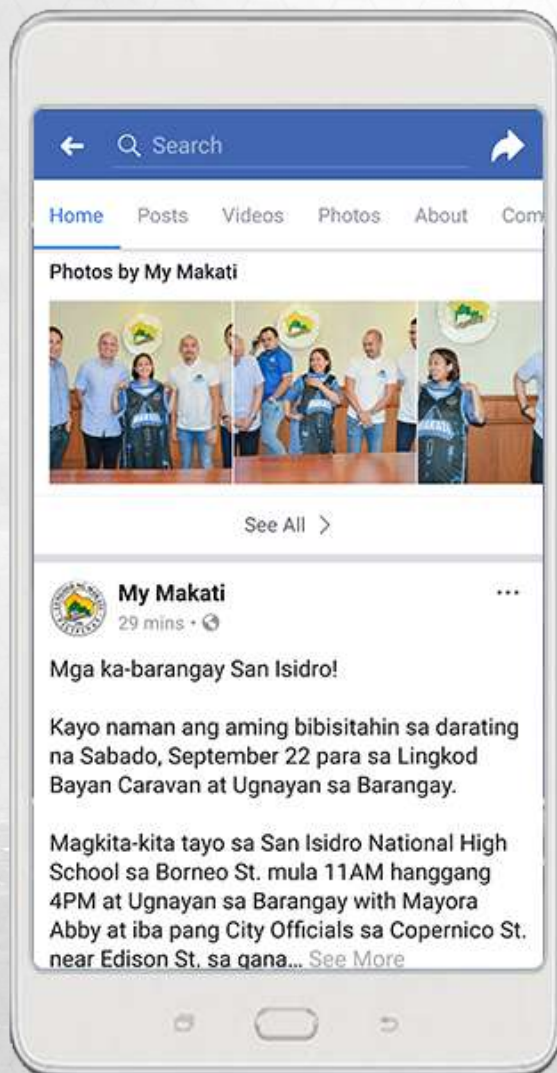 Search
Home Posts Videos Photos About Com
Photos by My Makati
MAKATI MAKATI MAKATI
See All >
My Makati
29 mins
Mga ka-barangay San Isidro!
Kayo naman ang aming bibisitahin sa darating
na Sabado, September 22 para sa Lingkod
Bayan Caravan at Ugnayan sa Barangay.
Magkita-kita tayo sa San Isidro National High
School sa Borneo St. mula 11AM hanggang
4PM at Ugnayan sa Barangay with Mayora
Abby at iba pang City Officials sa Copernico St.
near Edison St. sa gana... See More